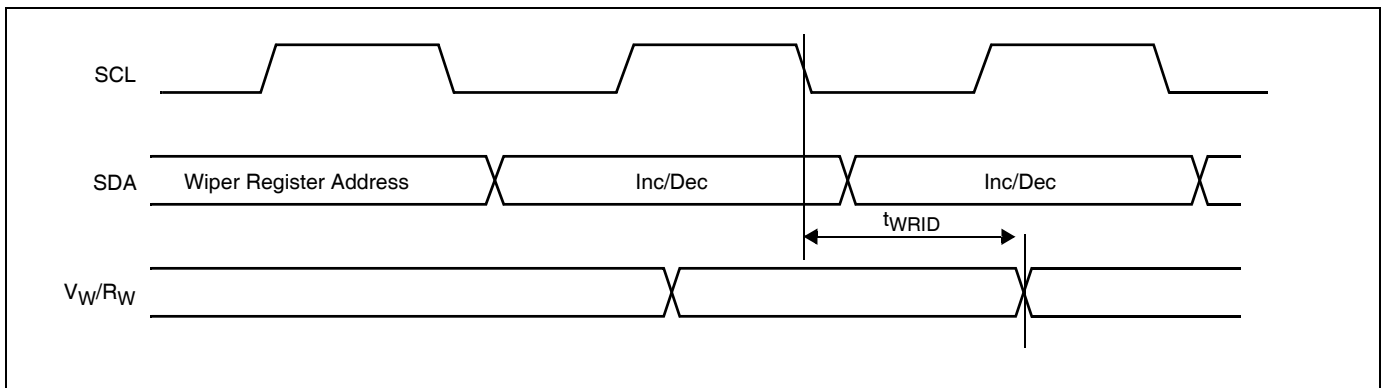 SCL
SDA Wiper Register Address Inc/Dec Inc/Dec
tWRID
VW/RW